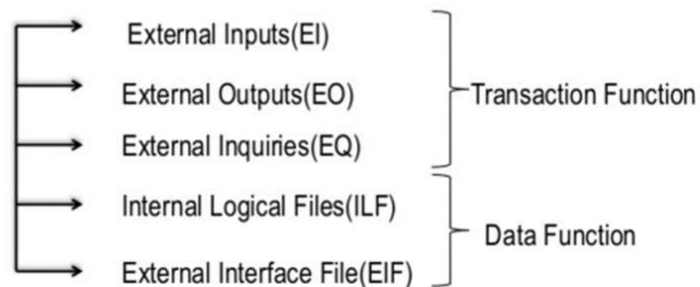 External Inputs(EI)
External Outputs(EO)
Transaction Function
External Inquiries(EQ)
Internal Logical Files(ILF)
Data Function
External Interface File(EIF)